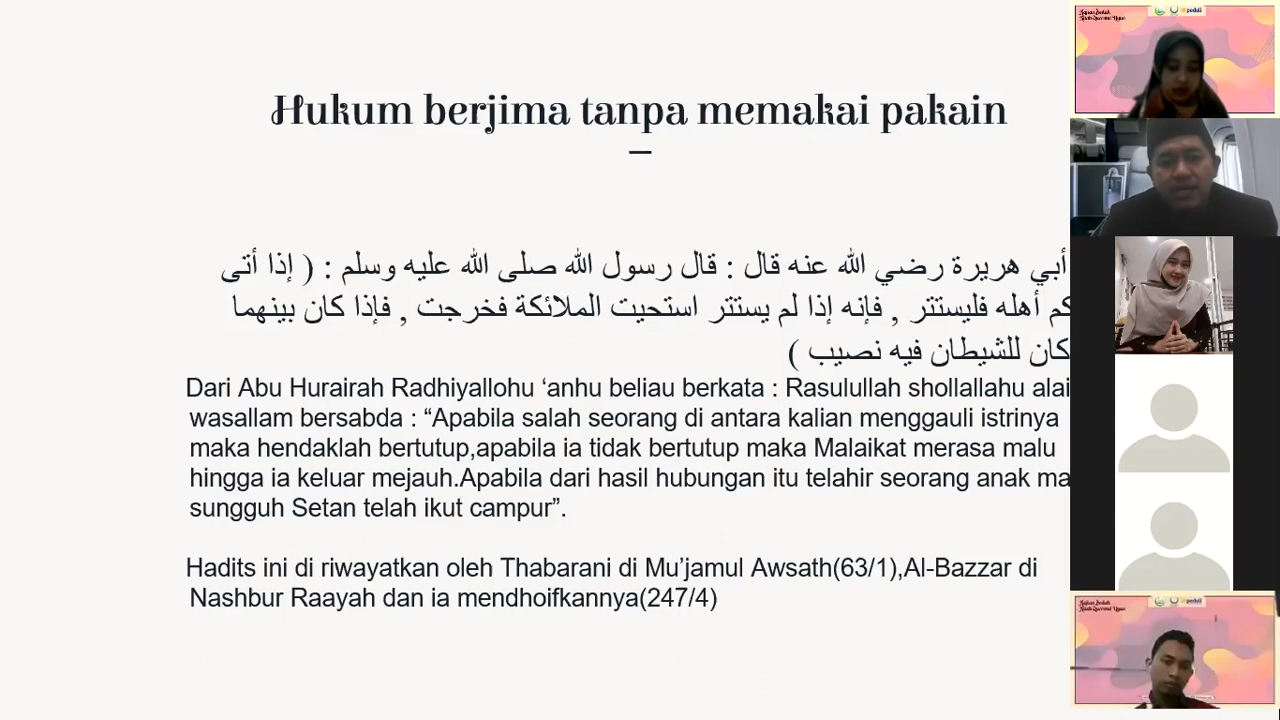 Hukum berjima tanpa memakai pakain
أبي هريرة رضي الله عنه قال : قال رسول الله صلى الله عليه وسلم : ( إذا أتى
كم أهله فليستتر , فإنه إذا لم يستتر استحيت الملائكة فخرجت , فإذا كان بينهما
كان للشيطان فيه نصيب )
Dari Abu Hurairah Radhiyallohu ‘anhu beliau berkata : Rasulullah shollallahu alai
wasallam bersabda : “Apabila salah seorang di antara kalian menggauli istrinya
maka hendaklah bertutup,apabila ia tidak bertutup maka Malaikat merasa malu
hingga ia keluar mejauh.Apabila dari hasil hubungan itu telahir seorang anak ma
sungguh Setan telah ikut campur”.
Hadits ini di riwayatkan oleh Thabarani di Mu’jamul Awsath(63/1),Al-Bazzar di
Nashbur Raayah dan ia mendhoifkannya(247/4)